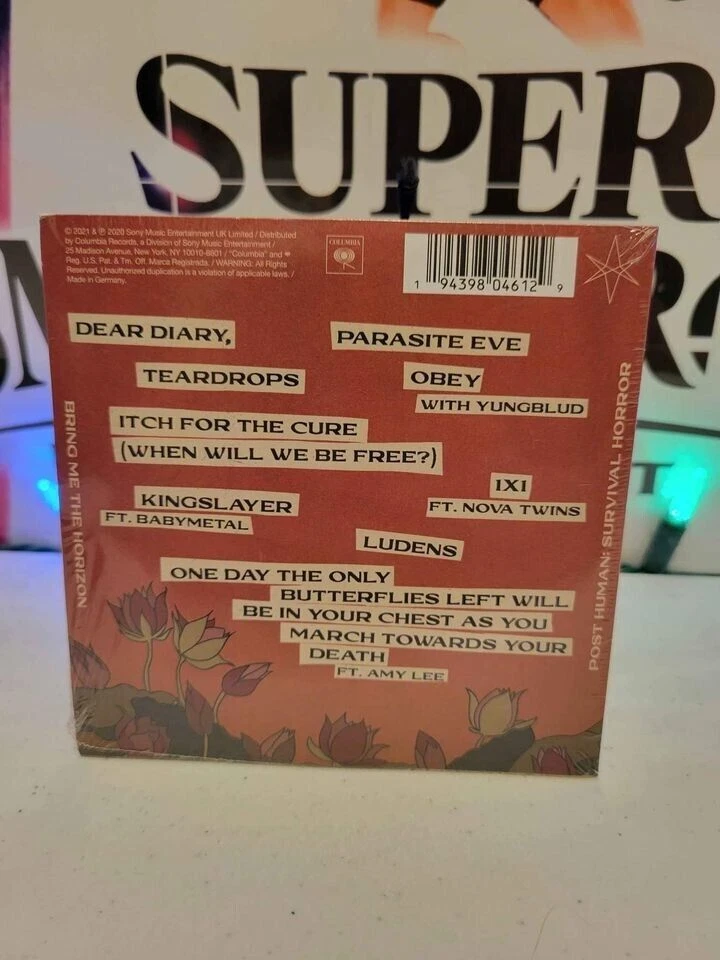 SUPER
© 2021 & ℗ 2020 Sony Music Entertainment UK Limited / Distributed
by Columbia Records, a Division of Sony Music Entertainment /
25 Madison Avenue, New York, NY 10010-8601 / "Columbia" and
Reg. U.S. Pat. & Tm. Off. Marca Registrada. / WARNING: All Rights
Reserved. Unauthorized duplication is a violation of applicable laws. /
Made in Germany.
COLUMBIA
1 94398 04612 9
DEAR DIARY,
PARASITE EVE
TEARDROPS
OBEY
WITH YUNGBLUD
ITCH FOR THE CURE
(WHEN WILL WE BE FREE?)
1X1
FT. NOVA TWINS
KINGSLAYER
FT. BABYMETAL
LUDENS
ONE DAY THE ONLY
BUTTERFLIES LEFT WILL
BE IN YOUR CHEST AS YOU
MARCH TOWARDS YOUR
DEATH
FT. AMY LEE
BRING ME THE HORIZON
POST HUMAN: SURVIVAL HORROR